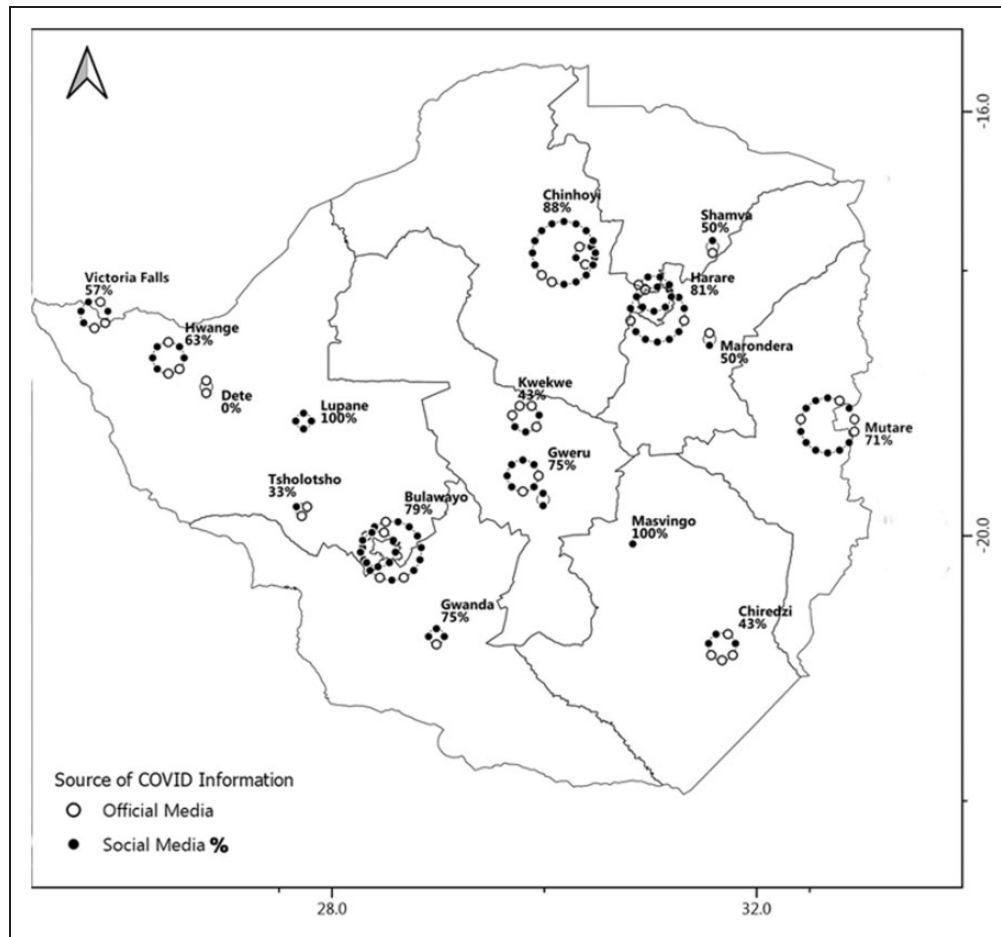 -16.0
Chinhoyi
88%
Shamva
50%
Victoria Falls
57%
Harare
81%
Hwange
63%
Marondera
50%
Dete
0%
Lupane
100%
Kwekwe
43%
Mutare
71%
Gweru
75%
Tsholotsho
33%
Bulawayo
79%
Masvingo
100%
-20.0
Gwanda
75%
Chiredzi
43%
Source of COVID Information
Official Media
Social Media %
28.0
32.0